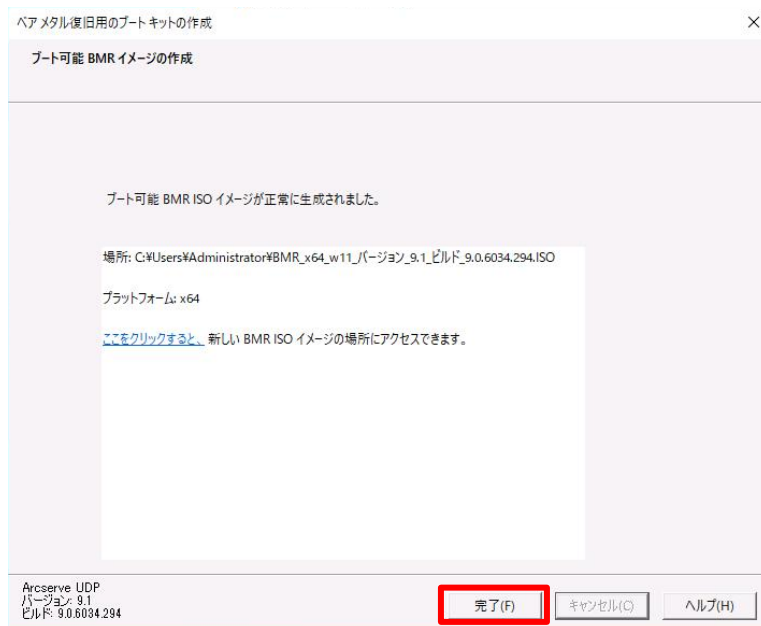 ベア メタル復旧用のブート キットの作成
ブート可能 BMR イメージの作成
ブート可能 BMR ISO イメージが正常に生成されました。
場所: C:¥Users¥Administrator¥BMR_x64_w11_バージョン_9.1_ビルド_9.0.6034.294.ISO
プラットフォーム: x64
ここをクリックすると、 新しい BMR ISO イメージの場所にアクセスできます。
Arcserve UDP
バージョン: 9.1
ビルド: 9.0.6034.294
完了(F) キャンセル(C) ヘルプ(H)